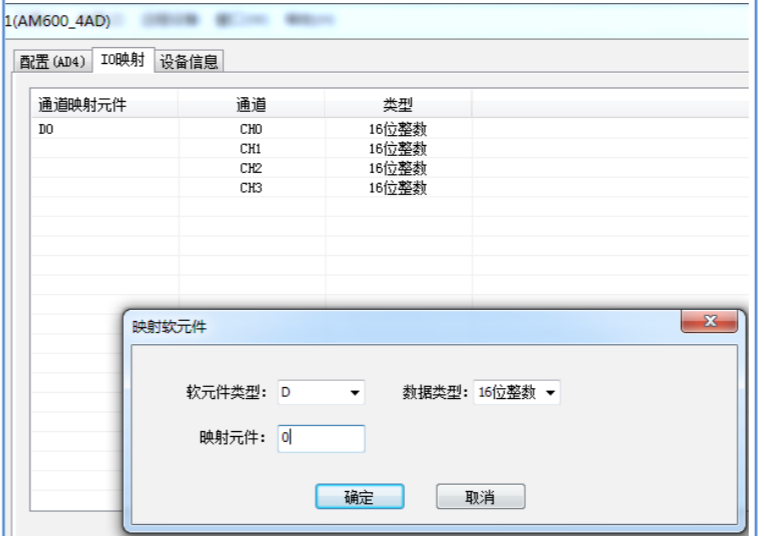 1(AM600_4AD)
配置(AD4) IO映射 设备信息
通道映射元件 通道 类型
D0 CH0 16位整数
CH1 16位整数
CH2 16位整数
CH3 16位整数
映射软元件
软元件类型: D 数据类型: 16位整数
映射元件: 0
确定 取消